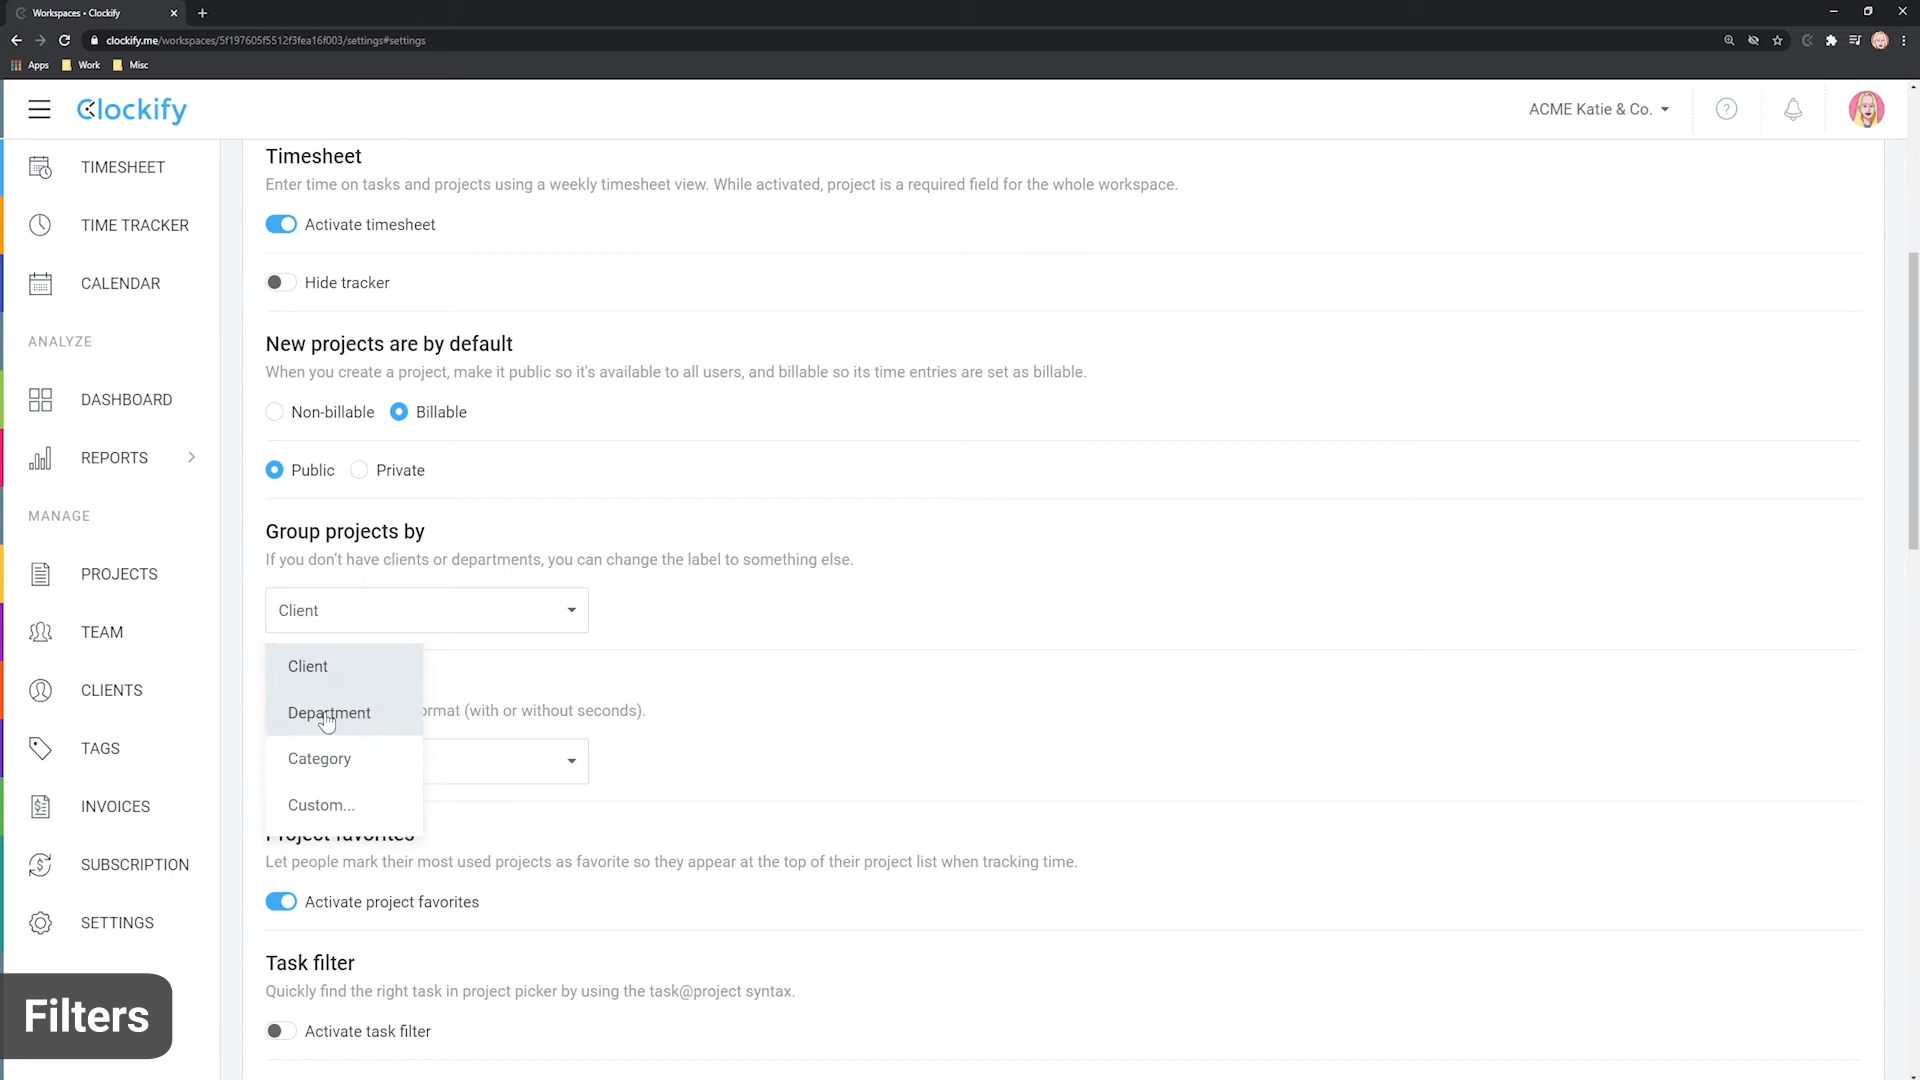 Workspaces • Clockify
clockify.me/workspaces/5f197605f5512f3fea16f003/settings#settings
Apps
Work
Misc
Clockify
ACME Katie & Co.
TIMESHEET
TIME TRACKER
CALENDAR
ANALYZE
DASHBOARD
REPORTS
MANAGE
PROJECTS
TEAM
CLIENTS
TAGS
INVOICES
SUBSCRIPTION
SETTINGS
Filters
Timesheet
Enter time on tasks and projects using a weekly timesheet view. While activated, project is a required field for the whole workspace.
Activate timesheet
Hide tracker
New projects are by default
When you create a project, make it public so it's available to all users, and billable so its time entries are set as billable.
Non-billable Billable
Public Private
Group projects by
If you don't have clients or departments, you can change the label to something else.
Client
Client
Department
ormat (with or without seconds).
Category
Custom...
Project favorites
Let people mark their most used projects as favorite so they appear at the top of their project list when tracking time.
Activate project favorites
Task filter
Quickly find the right task in project picker by using the task@project syntax.
Activate task filter